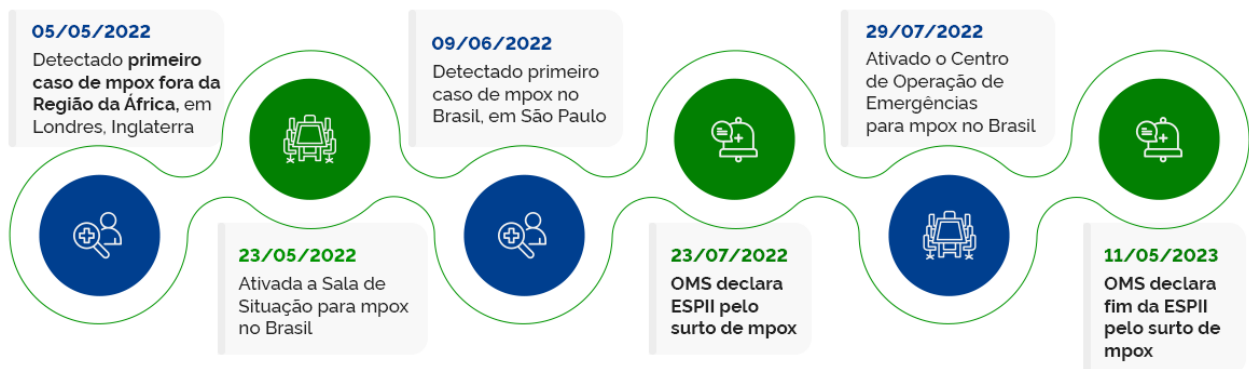 05/05/2022
Detectado primeiro
caso de mpox fora da
Região da África, em
Londres, Inglaterra
23/05/2022
Ativada a Sala de
Situação para mpox
no Brasil
09/06/2022
Detectado primeiro
caso de mpox no
Brasil, em São Paulo
23/07/2022
OMS declara
ESPII pelo
surto de mpox
29/07/2022
Ativado o Centro
de Operação de
Emergências
para mpox no Brasil
11/05/2023
OMS declara
fim da ESPII
pelo surto de
mpox